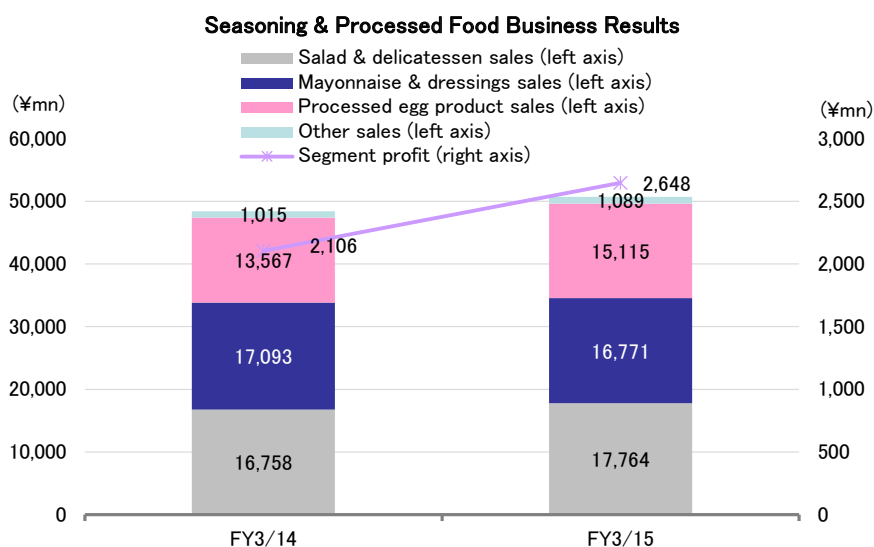 Seasoning & Processed Food Business Results
Salad & delicatessen sales (left axis)
Mayonnaise & dressings sales (left axis)
Processed egg product sales (left axis)
Other sales (left axis)
Segment profit (right axis)
(¥mn)
(¥mn)
60,000
3,000
50,000
2,500
40,000
2,000
30,000
1,500
20,000
1,000
10,000
500
0
0
1,015
2,106
13,567
17,093
16,758
2,648
1,089
15,115
16,771
17,764
FY3/14
FY3/15